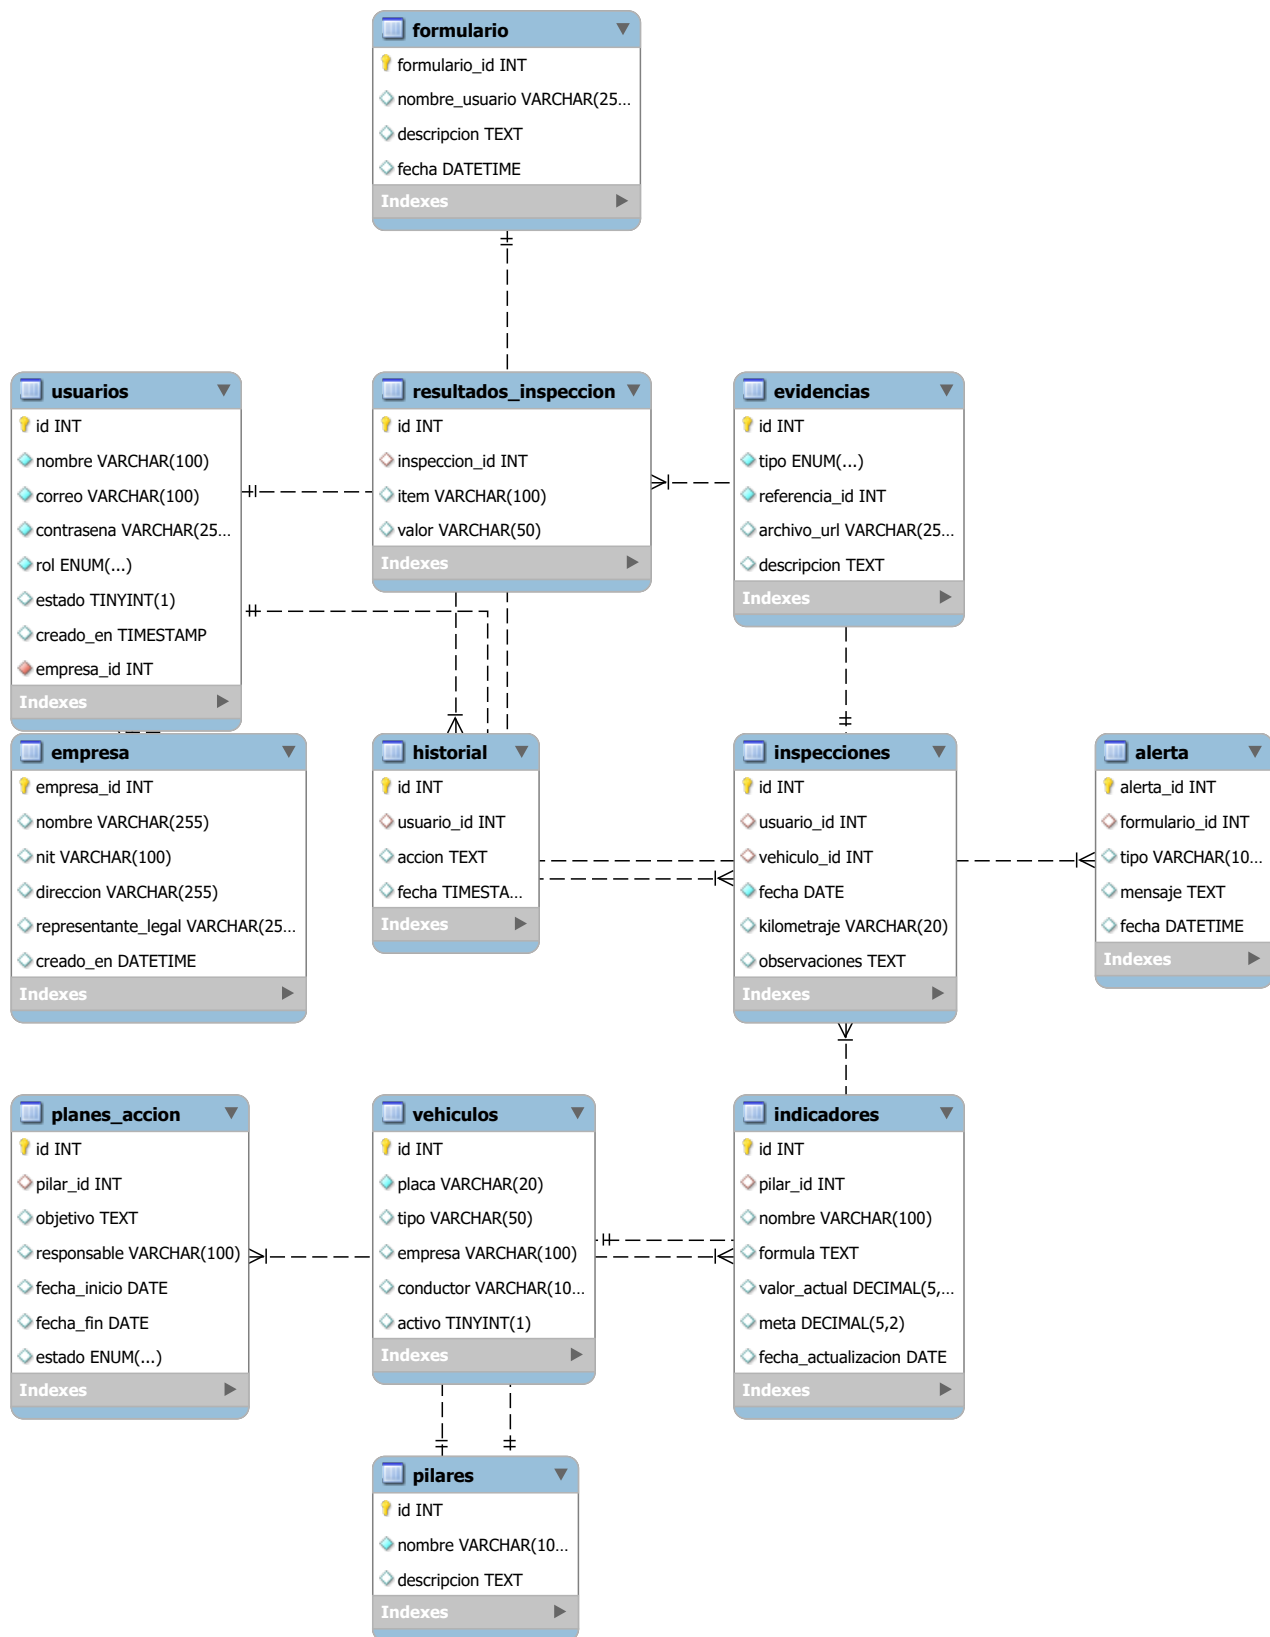 formulario
formulario_id INT
nombre_usuario VARCHAR(25...
descripcion TEXT
fecha DATETIME
Indexes
usuarios
id INT
nombre VARCHAR(100)
correo VARCHAR(100)
contrasena VARCHAR(25...
rol ENUM(...)
estado TINYINT(1)
creado_en TIMESTAMP
empresa_id INT
Indexes
resultados_inspeccion
id INT
inspeccion_id INT
item VARCHAR(100)
valor VARCHAR(50)
Indexes
evidencias
id INT
tipo ENUM(...)
referencia_id INT
archivo_url VARCHAR(25...
descripcion TEXT
Indexes
empresa
empresa_id INT
nombre VARCHAR(255)
nit VARCHAR(100)
direccion VARCHAR(255)
representante_legal VARCHAR(25...
creado_en DATETIME
Indexes
historial
id INT
usuario_id INT
accion TEXT
fecha TIMESTA...
Indexes
inspecciones
id INT
usuario_id INT
vehiculo_id INT
fecha DATE
kilometraje VARCHAR(20)
observaciones TEXT
Indexes
alerta
alerta_id INT
formulario_id INT
tipo VARCHAR(10...
mensaje TEXT
fecha DATETIME
Indexes
planes_accion
id INT
pilar_id INT
objetivo TEXT
responsable VARCHAR(100)
fecha_inicio DATE
fecha_fin DATE
estado ENUM(...)
Indexes
vehiculos
id INT
placa VARCHAR(20)
tipo VARCHAR(50)
empresa VARCHAR(100)
conductor VARCHAR(10...
activo TINYINT(1)
Indexes
indicadores
id INT
pilar_id INT
nombre VARCHAR(100)
formula TEXT
valor_actual DECIMAL(5,...
meta DECIMAL(5,2)
fecha_actualizacion DATE
Indexes
pilares
id INT
nombre VARCHAR(10...
descripcion TEXT
Indexes